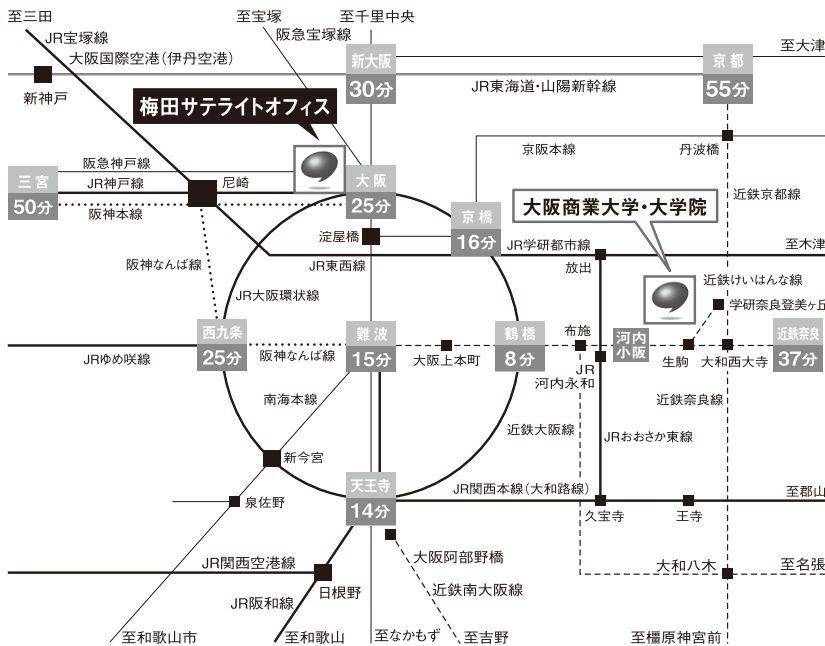 至三田
至宝塚
至千里中央
JR宝塚線
阪急宝塚線
大阪国際空港(伊丹空港)
新大阪
30分
京都
55分
至大津
新神戸
JR東海道・山陽新幹線
梅田サテライトオフィス
京阪本線
丹波橋
阪急神戸線
三宮
50分
JR神戸線
尼崎
大阪
25分
阪神本線
近鉄京都線
京橋
16分
大阪商業大学・大学院
淀屋橋
JR学研都市線
至木津
阪神なんば線
JR東西線
放出
近鉄けいはんな線
JR大阪環状線
学研奈良登美ヶ丘
西九条
25分
難波
15分
鶴橋
8分
布施
河内
小阪
近鉄奈良
37分
JRゆめ咲線
阪神なんば線
大阪上本町
JR
河内永和
生駒
大和西大寺
南海本線
近鉄奈良線
近鉄大阪線
JRおおさか東線
新今宮
天王寺
14分
JR関西本線(大和路線)
至郡山
泉佐野
久宝寺
王寺
大阪阿部野橋
JR関西空港線
大和八木
至名張
日根野
近鉄南大阪線
JR阪和線
至和歌山市
至和歌山
至なかもず
至吉野
至橿原神宮前